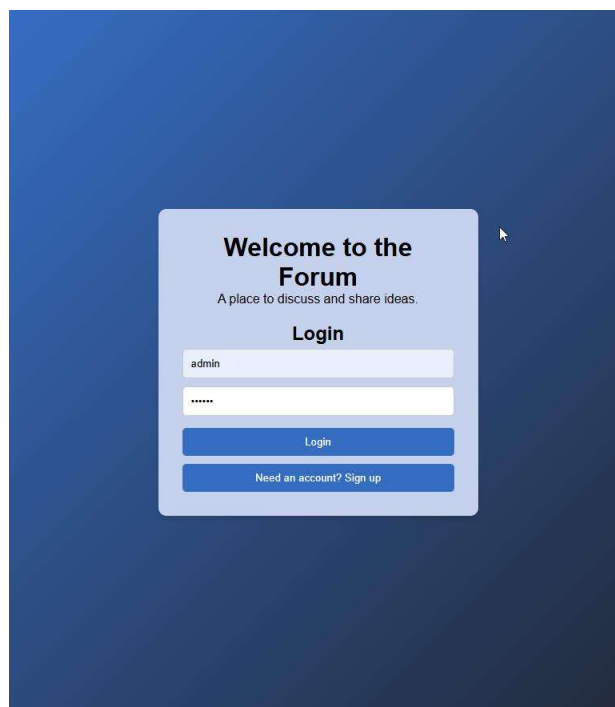 Welcome to the
Forum
A place to discuss and share ideas.
Login
admin
••••••
Login
Need an account? Sign up